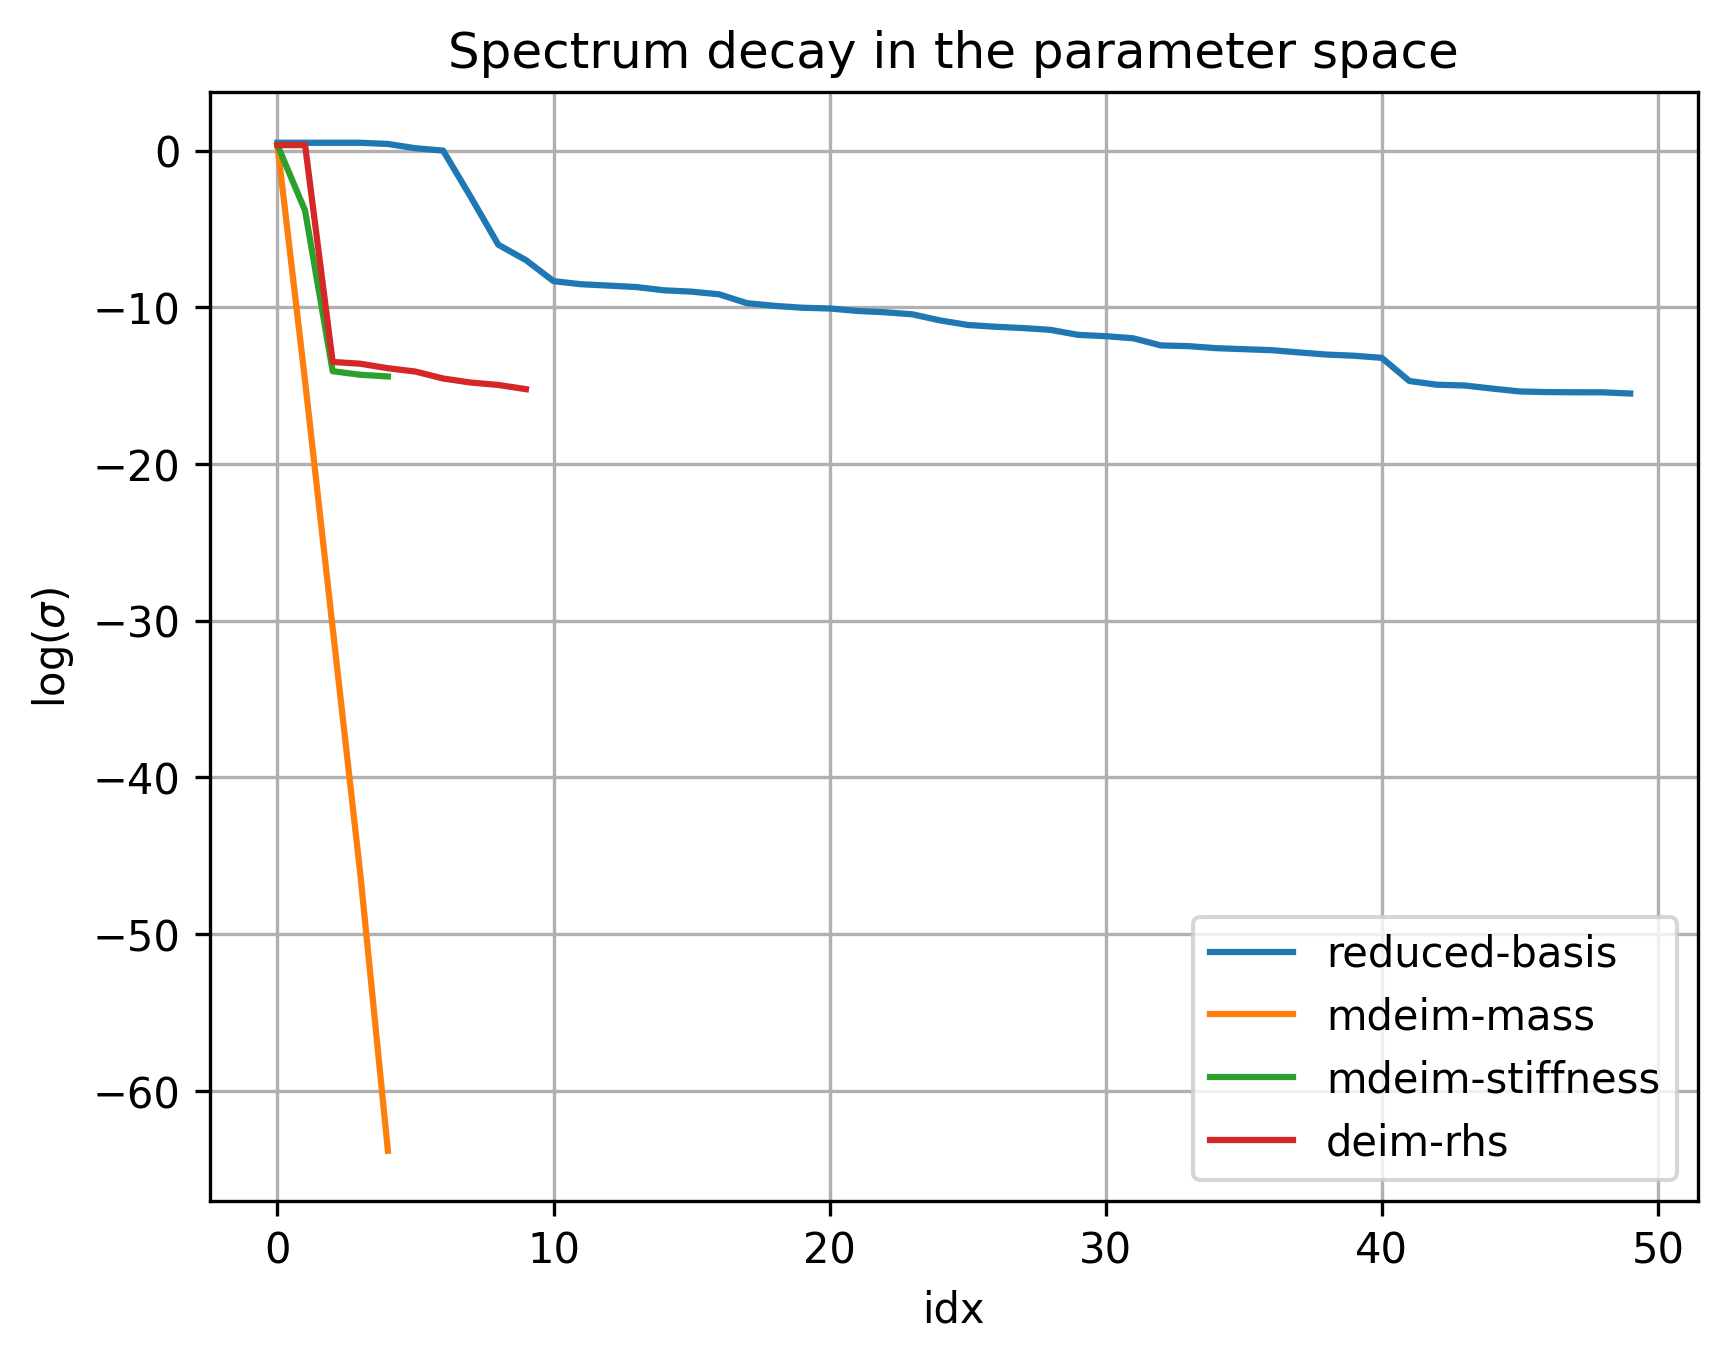 Spectrum decay in the parameter space
0
−10
−20
−30
−40
−50
−60
log(σ)
reduced-basis
mdeim-mass
mdeim-stiffness
deim-rhs
0 10 20 30 40 50
idx